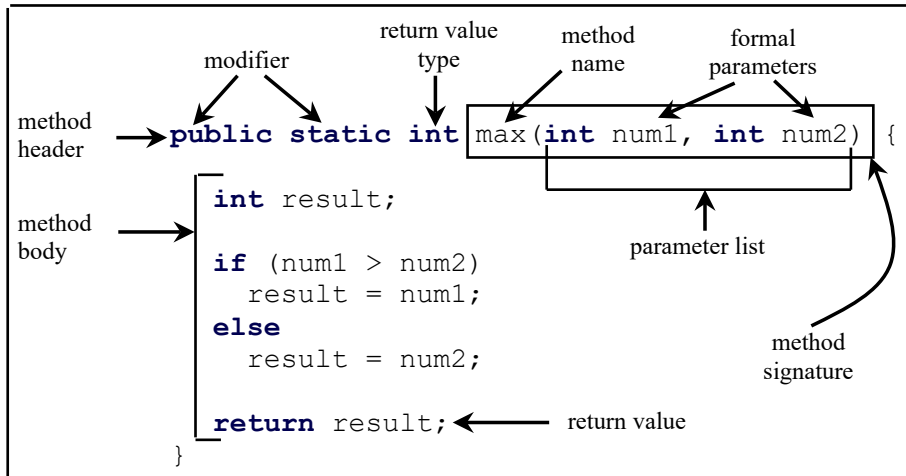 return value
type
method
name
formal
parameters
modifier
method
header
public static int max(int num1, int num2) {
method
body
int result;
parameter list
if (num1 > num2)
result = num1;
else
result = num2;
method
signature
return result;
return value
}